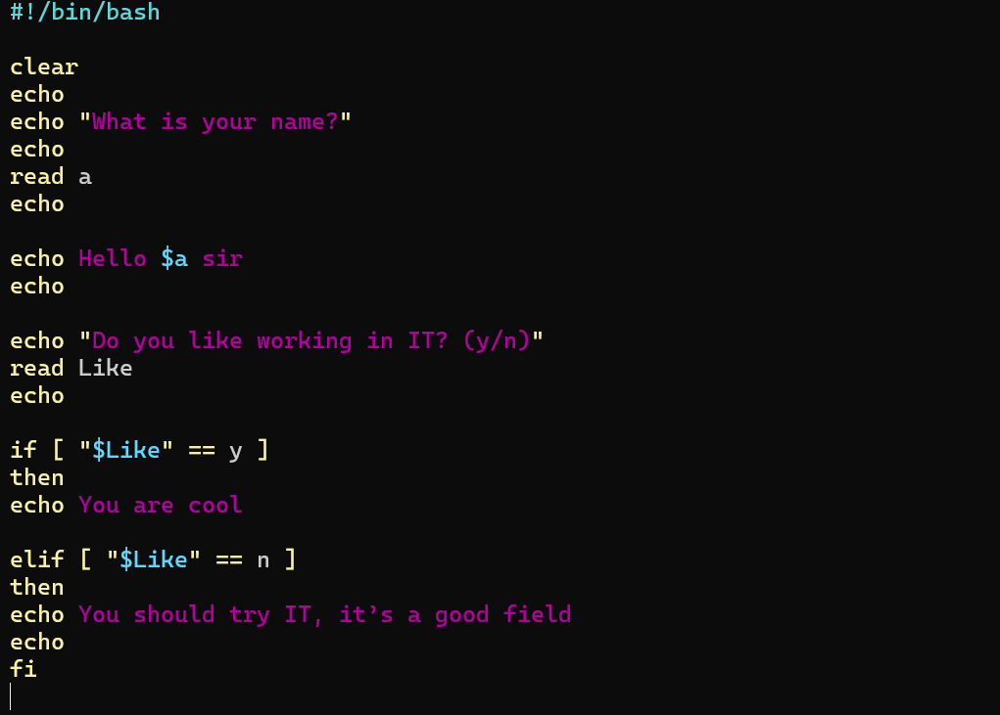 #!/bin/bash
clear
echo
echo "What is your name?"
echo
read a
echo
echo Hello $a sir
echo
echo "Do you like working in IT? (y/n)"
read Like
echo
if [ "$Like" == y ]
then
echo You are cool
elif [ "$Like" == n ]
then
echo You should try IT, it’s a good field
echo
fi